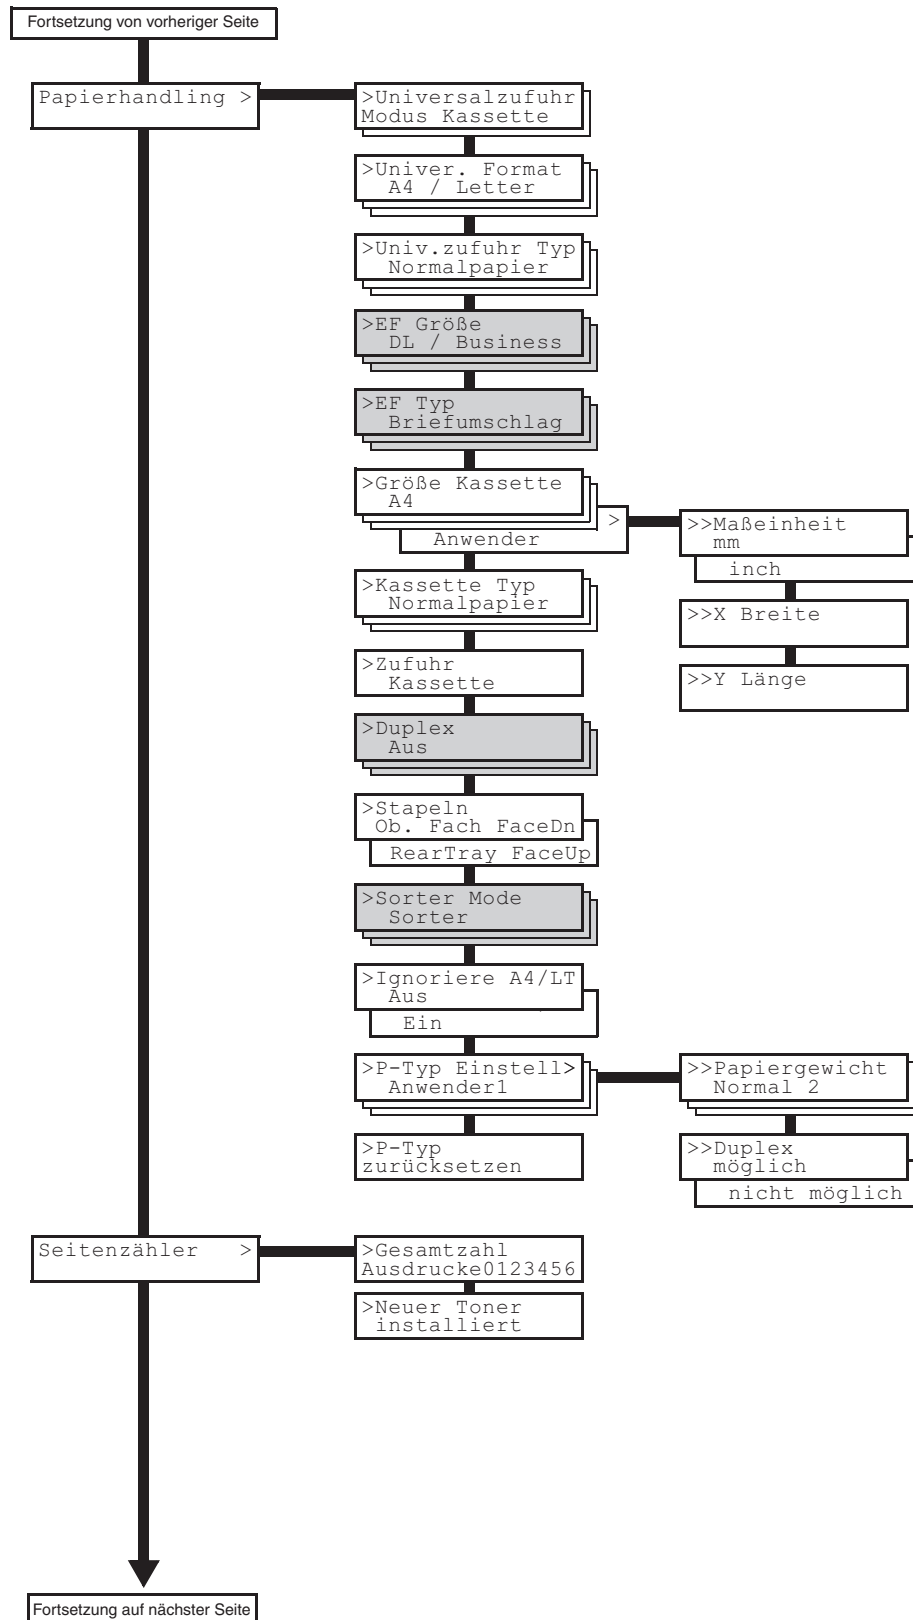 Fortsetzung von vorheriger Seite
Papierhandling >
>Universalzufuhr
Modus Kassette
>Univer. Format
A4 / Letter
>Univ.zufuhr Typ
Normalpapier
>EF Größe
DL / Business
>EF Typ
Briefumschlag
>Größe Kassette
A4
>
Anwender
>>Maßeinheit
mm
inch
>>X Breite
>>Y Länge
>Kassette Typ
Normalpapier
>Zufuhr
Kassette
>Duplex
Aus
>Stapeln
Ob. Fach FaceDn
RearTray FaceUp
>Sorter Mode
Sorter
>Ignoriere A4/LT
Aus
Ein
>P-Typ Einstell>
Anwender1
>>Papiergewicht
Normal 2
>>Duplex
möglich
nicht möglich
>P-Typ
zurücksetzen
Seitenzähler >
>Gesamtzahl
Ausdrucke0123456
>Neuer Toner
installiert
Fortsetzung auf nächster Seite